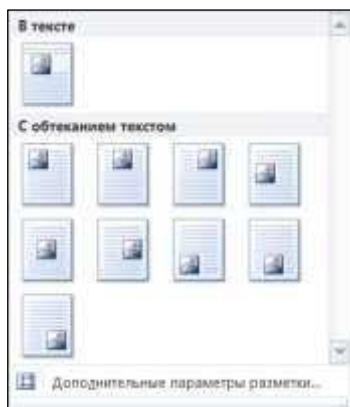 В тексте
С обтеканием текстом
Дополнительные параметры разметки...